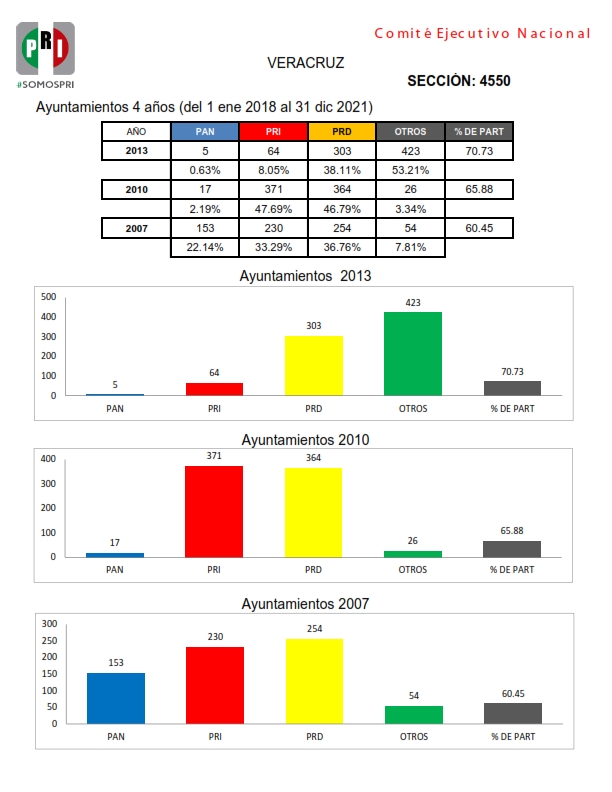 PRI
#SOMOSPRI
Comité Ejecutivo Nacional
VERACRUZ
SECCIÓN: 4550
Ayuntamientos 4 años (del 1 ene 2018 al 31 dic 2021)
AÑO PAN PRI PRD OTROS % DE PART
2013 5 64 303 423 70.73
0.63% 8.05% 38.11% 53.21%
2010 17 371 364 26 65.88
2.19% 47.69% 46.79% 3.34%
2007 153 230 254 54 60.45
22.14% 33.29% 36.76% 7.81%
Ayuntamientos 2013
500
400
300
200
100
0
5 64 303 423 70.73
PAN PRI PRD OTROS % DE PART
Ayuntamientos 2010
400
300
200
100
0
17 371 364 26 65.88
PAN PRI PRD OTROS % DE PART
Ayuntamientos 2007
300
250
200
150
100
50
0
153 230 254 54 60.45
PAN PRI PRD OTROS % DE PART